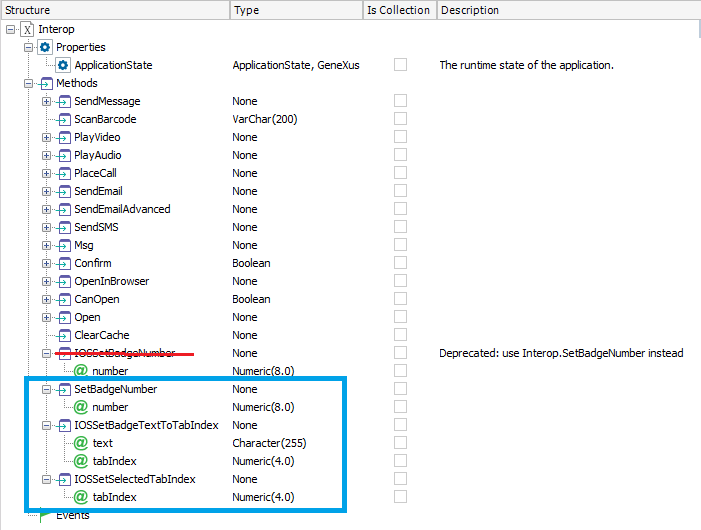 Structure Type Is Collection Description
Interop
Properties
ApplicationState ApplicationState, GeneXus The runtime state of the application.
Methods
SendMessage None
ScanBarcode VarChar(200)
PlayVideo None
PlayAudio None
PlaceCall None
SendEmail None
SendEmailAdvanced None
SendSMS None
Msg None
Confirm Boolean
OpenInBrowser None
CanOpen Boolean
Open None
ClearCache None
IOSSetBadgeNumber None Deprecated: use Interop.SetBadgeNumber instead
@ number Numeric(8.0)
SetBadgeNumber None
@ number Numeric(8.0)
IOSSetBadgeTextToTabIndex None
@ text Character(255)
@ tabIndex Numeric(4.0)
IOSSetSelectedTabIndex None
@ tabIndex Numeric(4.0)
Events